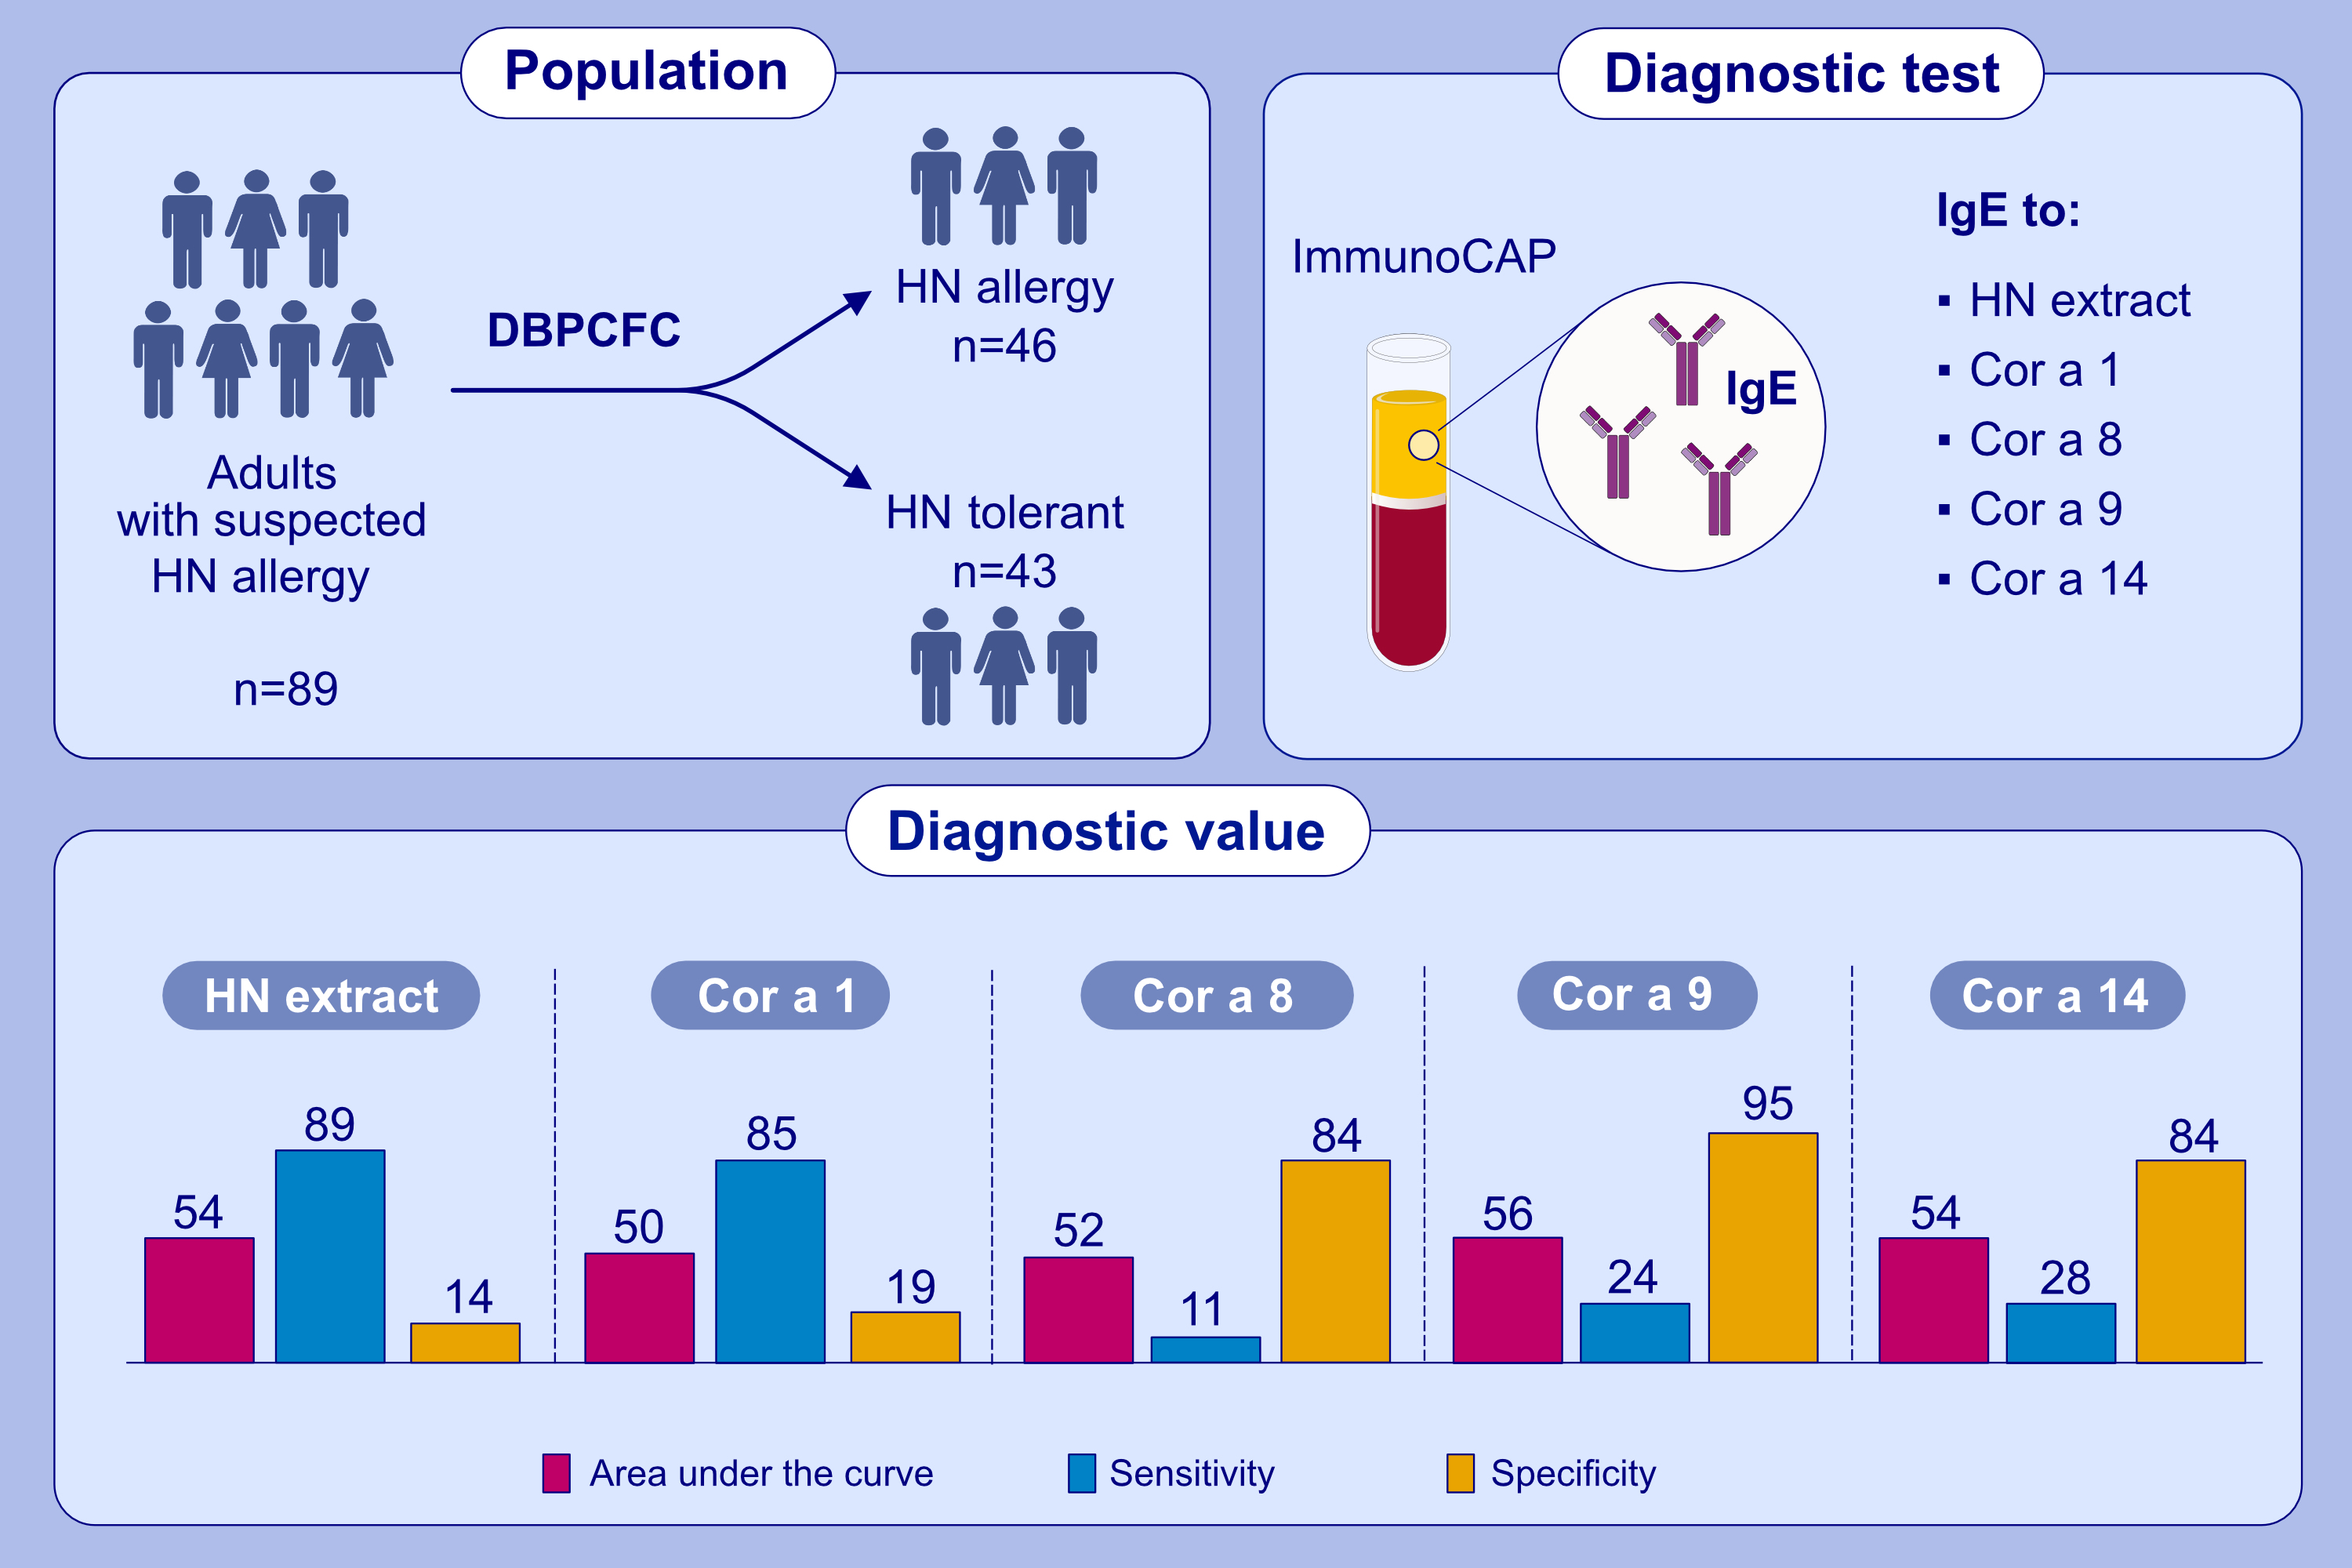 Population
Adults
with suspected
HN allergy
n=89
DBPCFC
HN allergy
n=46
HN tolerant
n=43
Diagnostic test
ImmunoCAP
IgE
IgE to:
▪ HN extract
▪ Cor a 1
▪ Cor a 8
▪ Cor a 9
▪ Cor a 14
Diagnostic value
HN extract
54
89
14
Cor a 1
50
85
19
Cor a 8
52
11
84
Cor a 9
56
24
95
Cor a 14
54
28
84
Area under the curve
Sensitivity
Specificity